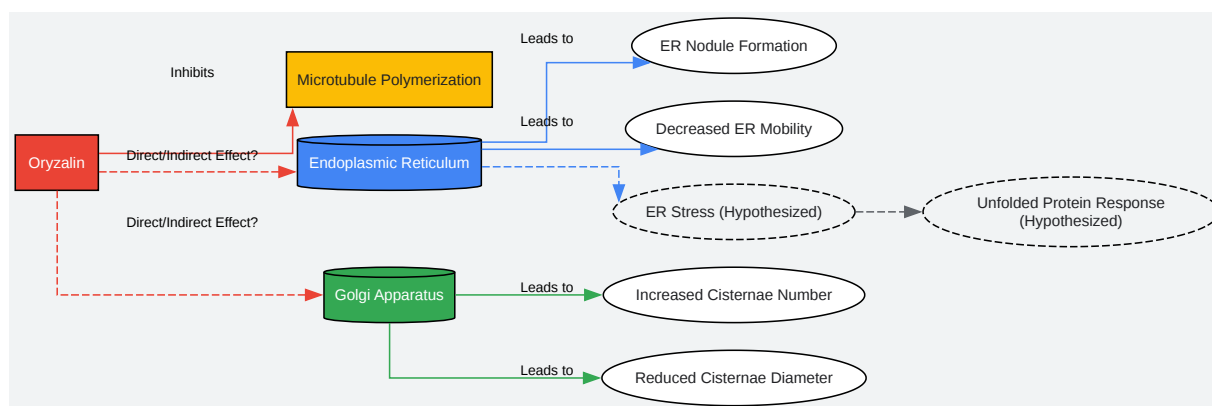 Leads to
ER Nodule Formation
Inhibits
Microtubule Polymerization
Leads to
Decreased ER Mobility
Oryzalin
Direct/Indirect Effect?
Endoplasmic Reticulum
ER Stress (Hypothesized)
Unfolded Protein Response
(Hypothesized)
Direct/Indirect Effect?
Golgi Apparatus
Leads to
Increased Cisternae Number
Leads to
Reduced Cisternae Diameter